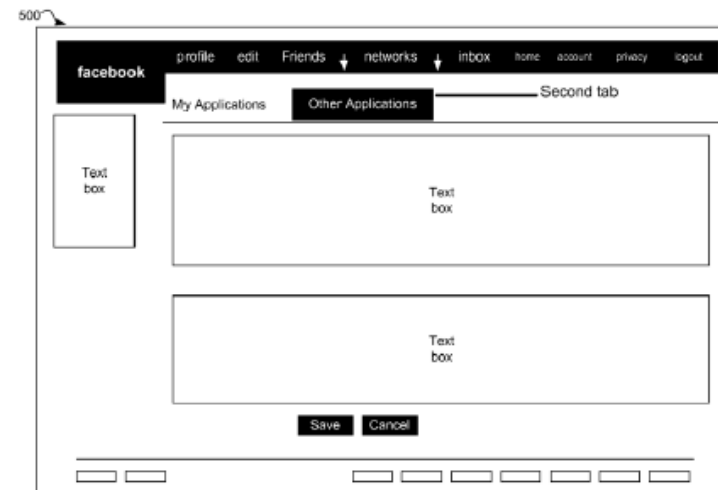 500
facebook
profile edit Friends networks inbox home account privacy logout
My Applications Other Applications Second tab
Text
box
Text
box
Text
box
Save Cancel